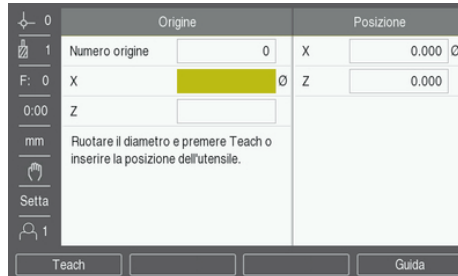 0 Origine Posizione
1 Numero origine 0 X 0.000 Ø
F: 0 X Ø Z 0.000
0:00 Z
mm Ruotare il diametro e premere Teach o
inserire la posizione dell'utensile.
Setta
1
Teach Guida